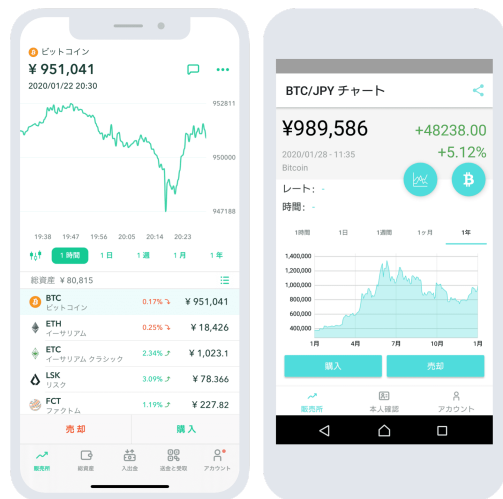 ビットコイン
¥ 951,041
2020/01/22 20:30
952811
950000
947188
19:38 19:47 19:56 20:05 20:14 20:23
1 時間 1 日 1 週 1 月 1 年
総資産 ¥ 80,815
BTC 0.17% ¥ 951,041
ビットコイン
ETH 0.25% ¥ 18,426
イーサリアム
ETC 2.34% ¥ 1,023.1
イーサリアム クラシック
LSK 3.09% ¥ 78.366
リスク
FCT 1.19% ¥ 227.82
ファクトム
売 却 購 入
販売所 総資産 入出金 送金と受取 アカウント
BTC/JPY チャート
¥989,586 +48238.00
2020/01/28 - 11:35 +5.12%
Bitcoin
レート: -
時間: -
1時間 1日 1週間 1ヶ月 1年
1,400,000
1,200,000
1,000,000
800,000
600,000
400,000
1月 4月 7月 10月 1月
購入 売却
販売所 本人確認 アカウント